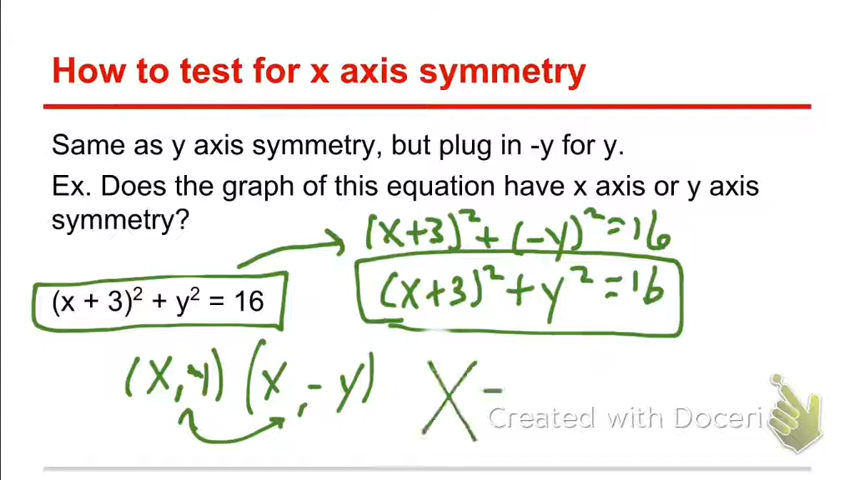 How to test for x axis symmetry
Same as y axis symmetry, but plug in -y for y.
Ex. Does the graph of this equation have x axis or y axis
symmetry?
(x+3)² + (-y)² = 16
(x + 3)² + y² = 16
(x+3)² + y² = 16
(x, y) (x, -y)
X -
Created with Doceri